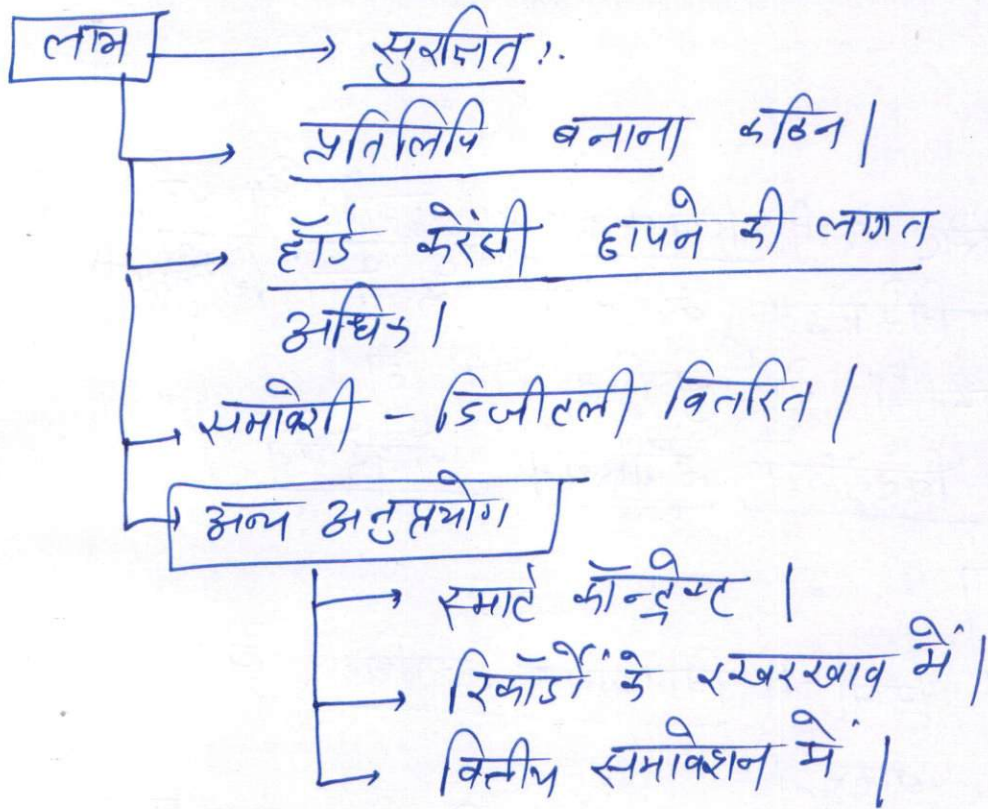 लाभ → सुरक्षित।
→ प्रतिलिपि बनाना कठिन।
→ हॉर्ड करेंसी छापने की लागत
अधिक।
→ समावेशी - डिजीटली वितरित।
→ अन्य अनुप्रयोग
→ स्मार्ट कॉन्ट्रेक्ट।
→ रिकॉर्डों के रखरखाव में।
→ वित्तीय समावेशन में।